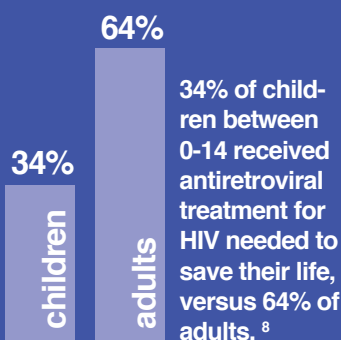 64%
34%
children
adults
34% of child-
ren between
0-14 received
antiretroviral
treatment for
HIV needed to
save their life,
versus 64% of
adults. 8